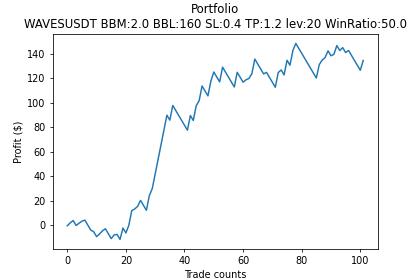 Portfolio
WAVESUSDT BBM:2.0 BBL:160 SL:0.4 TP:1.2 lev:20 WinRatio:50.0
140
120
100
80
60
40
20
0
Profit ($)
0 20 40 60 80 100
Trade counts